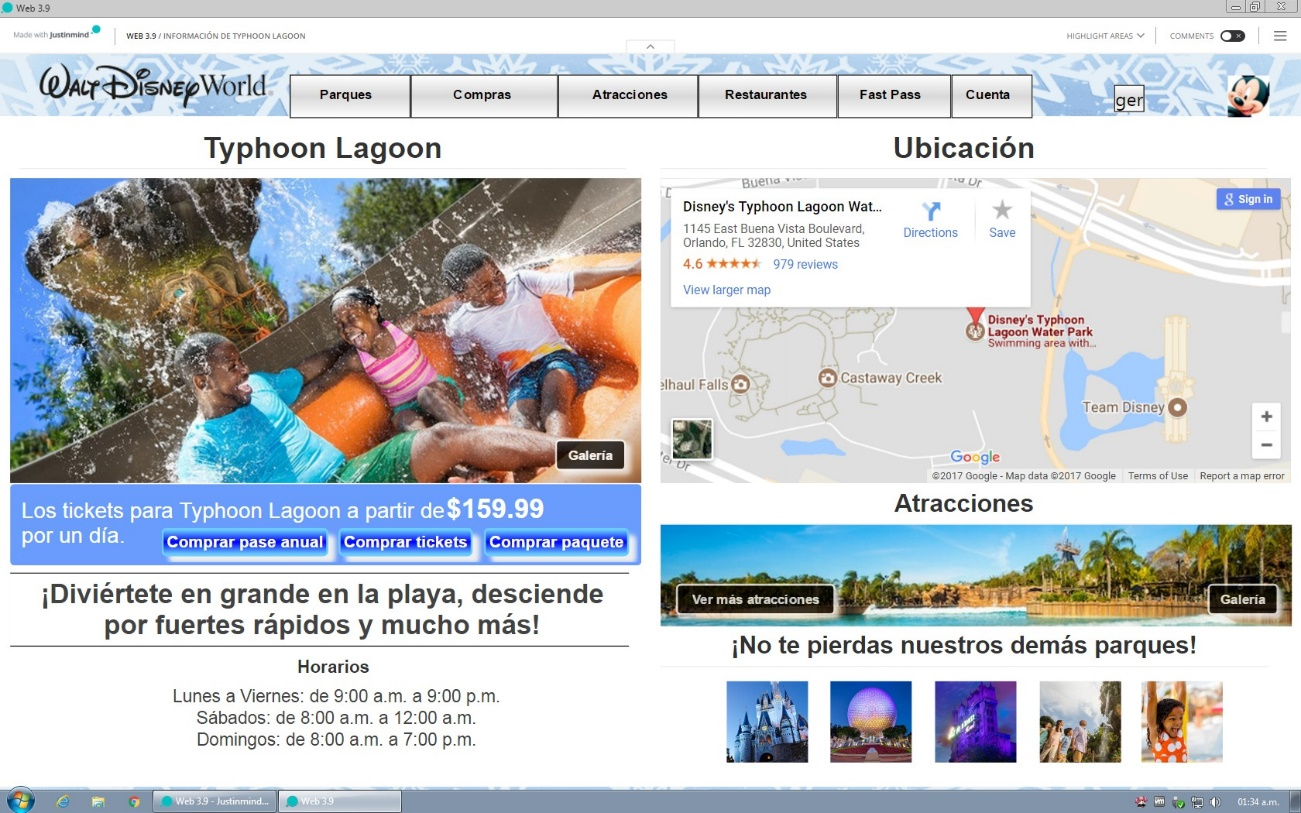 Web 3.9
Made with Justinmind
WEB 3.9 / INFORMACIÓN DE TYPHOON LAGOON
HIGHLIGHT AREAS
COMMENTS
Walt Disney World
Parques
Compras
Atracciones
Restaurantes
Fast Pass
Cuenta
ger
Typhoon Lagoon
Galería
Los tickets para Typhoon Lagoon a partir de $159.99
por un día.
Comprar pase anual
Comprar tickets
Comprar paquete
¡Diviértete en grande en la playa, desciende
por fuertes rápidos y mucho más!
Horarios
Lunes a Viernes: de 9:00 a.m. a 9:00 p.m.
Sábados: de 8:00 a.m. a 12:00 a.m.
Domingos: de 8:00 a.m. a 7:00 p.m.
Ubicación
Disney's Typhoon Lagoon Wat...
1145 East Buena Vista Boulevard,
Orlando, FL 32830, United States
4.6
979 reviews
View larger map
Directions
Save
Sign in
Disney's Typhoon
Lagoon Water Park
Swimming area with...
elhaul Falls
Castaway Creek
Team Disney
Google
©2017 Google - Map data ©2017 Google
Terms of Use
Report a map error
Atracciones
Ver más atracciones
Galería
¡No te pierdas nuestros demás parques!
Web 3.9 - Justinmind...
Web 3.9
01:34 a.m.